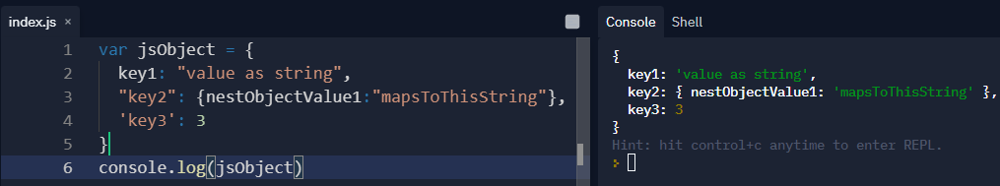 index.js ×
1 var jsObject = {
2 key1: "value as string",
3 "key2": {nestObjectValue1:"mapsToThisString"},
4 'key3': 3
5 }
6 console.log(jsObject)
Console Shell
{
key1: 'value as string',
key2: { nestObjectValue1: 'mapsToThisString' },
key3: 3
}
Hint: hit control+c anytime to enter REPL.
>